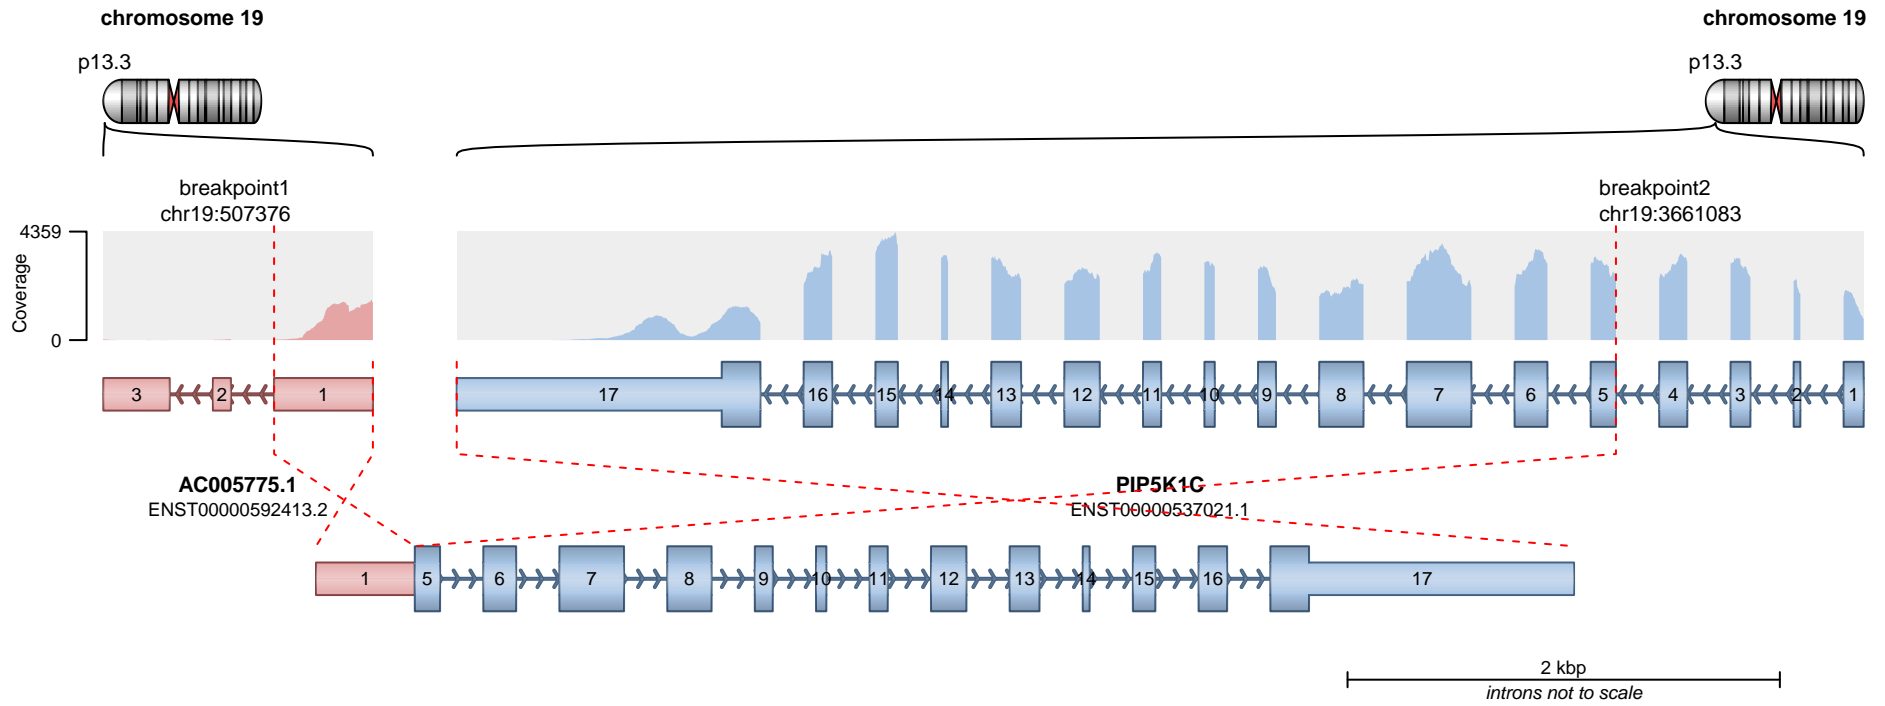 chromosome 19
chromosome 19
p13.3
p13.3
breakpoint1
chr19:507376
breakpoint2
chr19:3661083
4359
0
Coverage
3 2 1
17 16 15 14 13 12 11 10 9 8 7 6 5 4 3 2 1
AC005775.1
ENST00000592413.2
PIP5K1C
ENST00000537021.1
1 5 6 7 8 9 10 11 12 13 14 15 16 17
2 kbp
introns not to scale